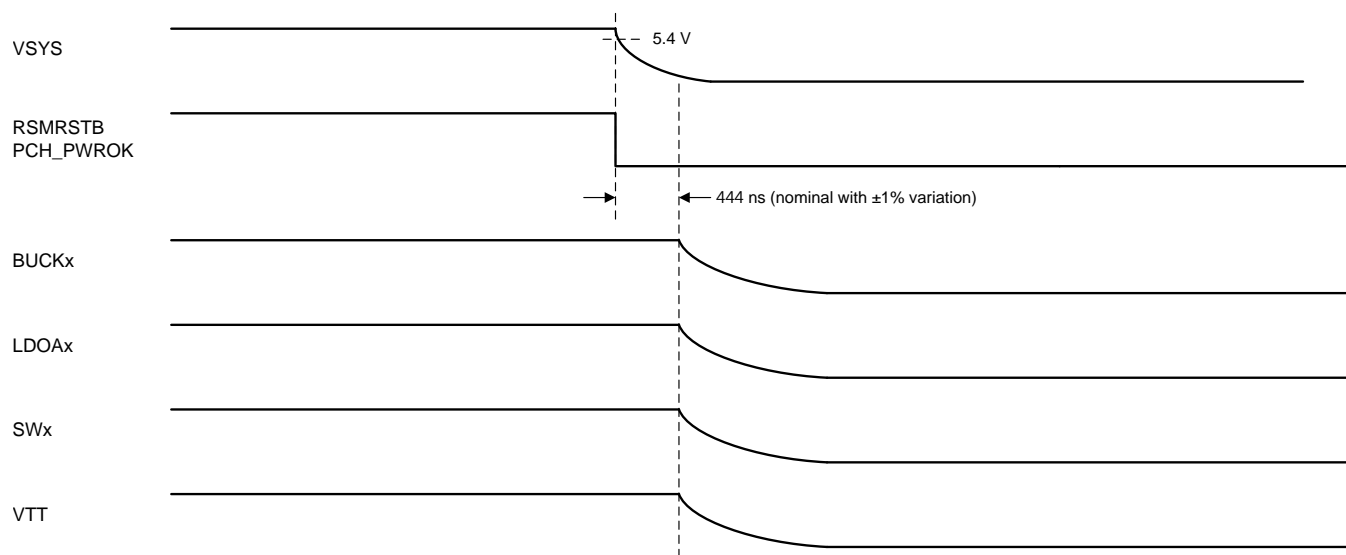 VSYS
5.4 V
RSMRSTB
PCH_PWROK
444 ns (nominal with ±1% variation)
BUCKx
LDOAx
SWx
VTT